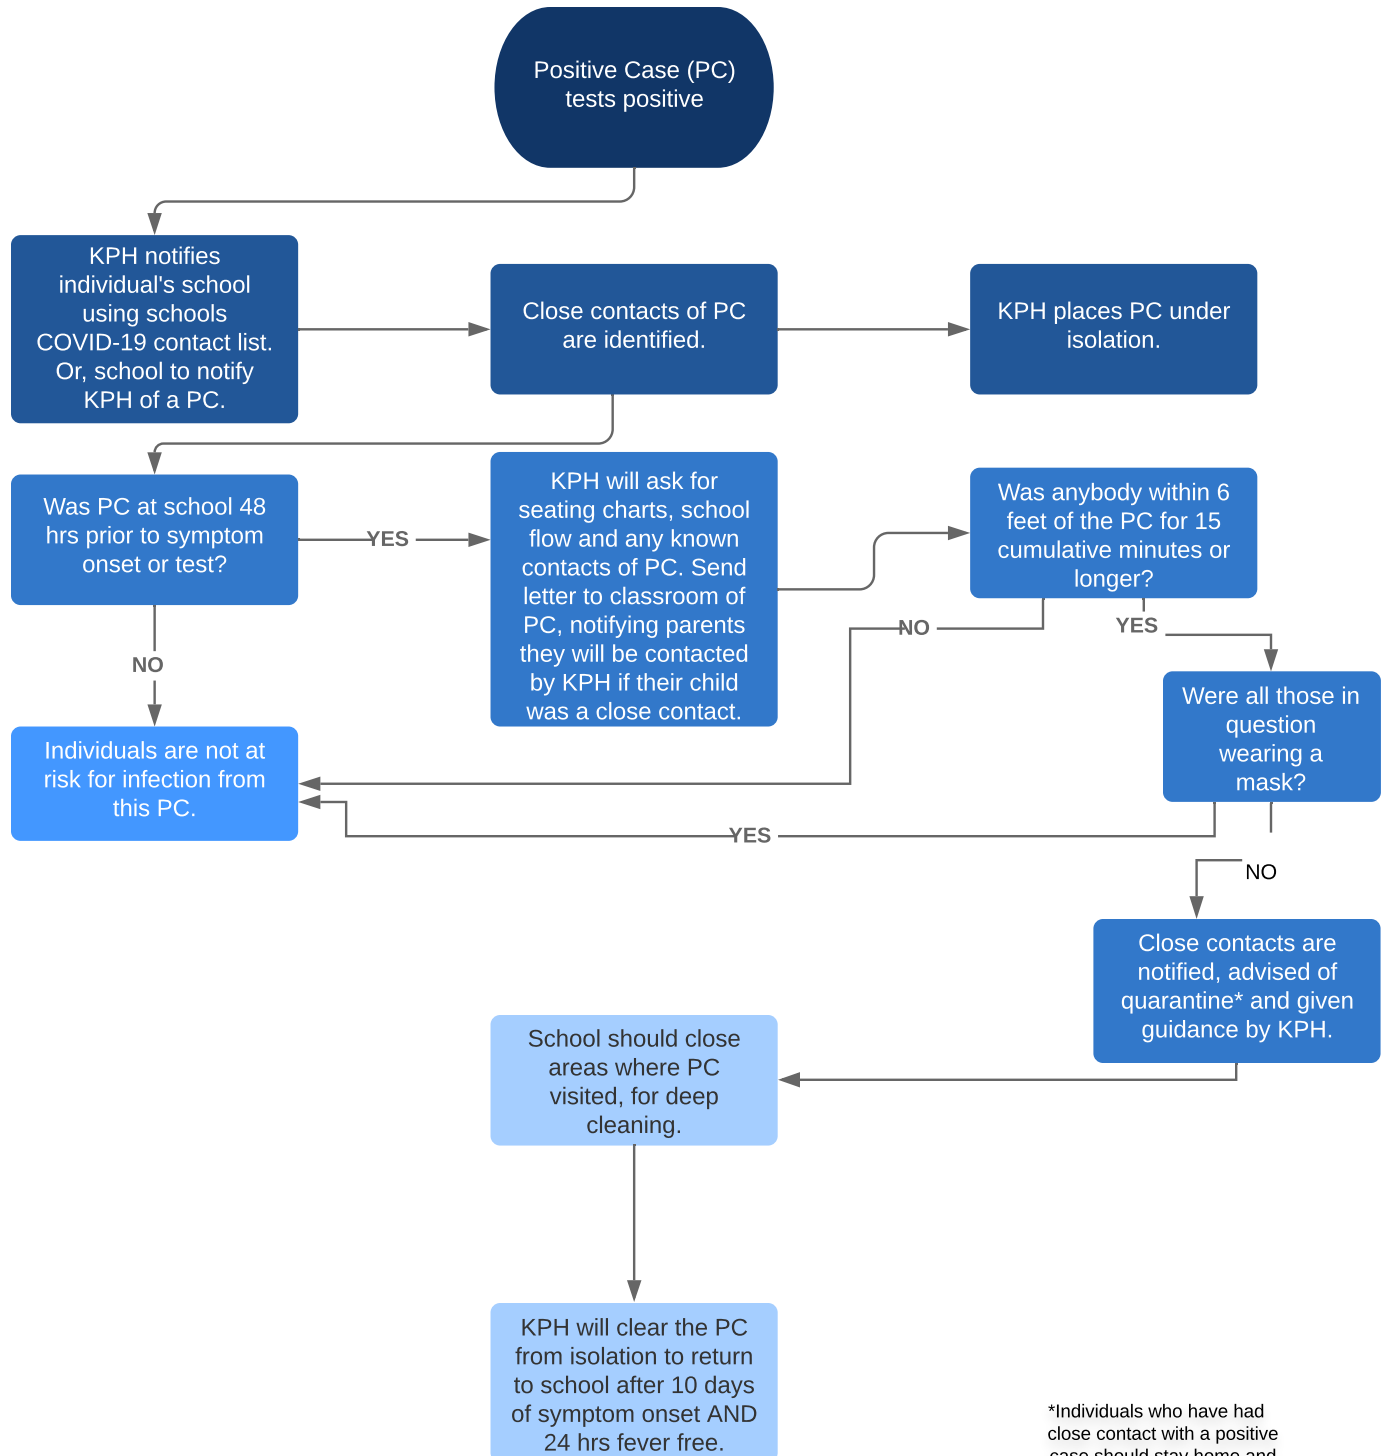 Positive Case (PC)
tests positive
KPH notifies
individual's school
using schools
COVID-19 contact list.
Or, school to notify
KPH of a PC.
Close contacts of PC
are identified.
KPH places PC under
isolation.
Was PC at school 48
hrs prior to symptom
onset or test?
YES
KPH will ask for
seating charts, school
flow and any known
contacts of PC. Send
letter to classroom of
PC, notifying parents
they will be contacted
by KPH if their child
was a close contact.
Was anybody within 6
feet of the PC for 15
cumulative minutes or
longer?
NO
YES
NO
Individuals are not at
risk for infection from
this PC.
Were all those in
question
wearing a
mask?
YES
NO
Close contacts are
notified, advised of
quarantine* and given
guidance by KPH.
School should close
areas where PC
visited, for deep
cleaning.
KPH will clear the PC
from isolation to return
to school after 10 days
of symptom onset AND
24 hrs fever free.
*Individuals who have had
close contact with a positive
case should stay home and